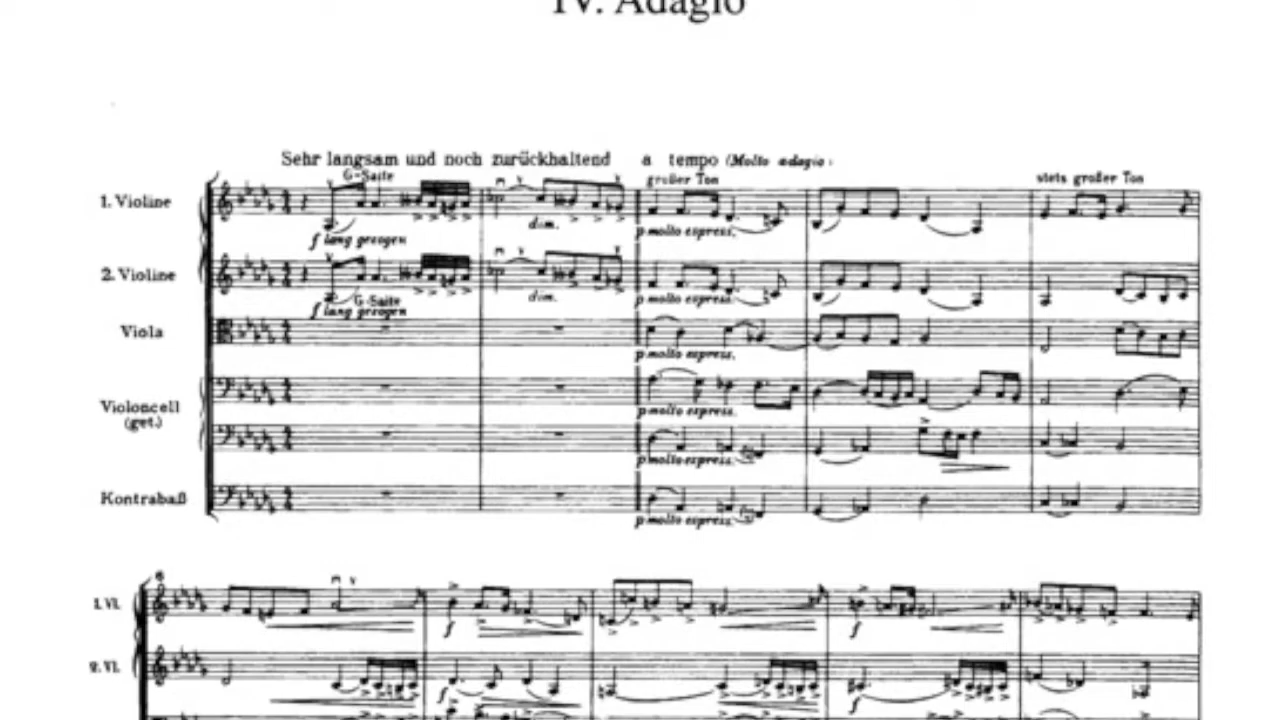 IV. Adagio
Sehr langsam und noch zurückhaltend a tempo (Molto adagio)
G-Saite großer Ton stets großer Ton
1. Violine
dim. p molto espress.
f lang gezogen
2. Violine
G-Saite dim. p molto espress.
f lang gezogen
Viola
p molto espress.
Violoncell
(get.)
p molto espress.
p molto espress.
Kontrabaß
p molto espress.
6
1. Vl.
f f
2. Vl.
f f